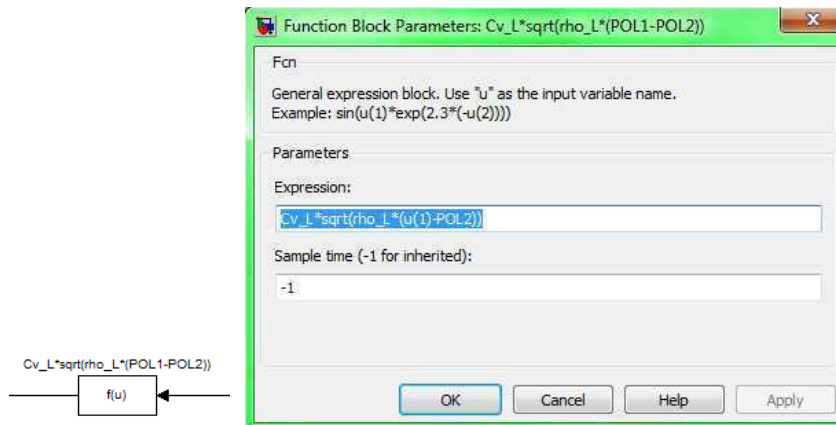 Function Block Parameters: Cv_L*sqrt(rho_L*(POL1-POL2))
Fcn
General expression block. Use "u" as the input variable name.
Example: sin(u(1)*exp(2.3*(-u(2))))
Parameters
Expression:
Cv_L*sqrt(rho_L*(u(1)-POL2))
Sample time (-1 for inherited):
-1
OK Cancel Help Apply
Cv_L*sqrt(rho_L*(POL1-POL2))
f(u)